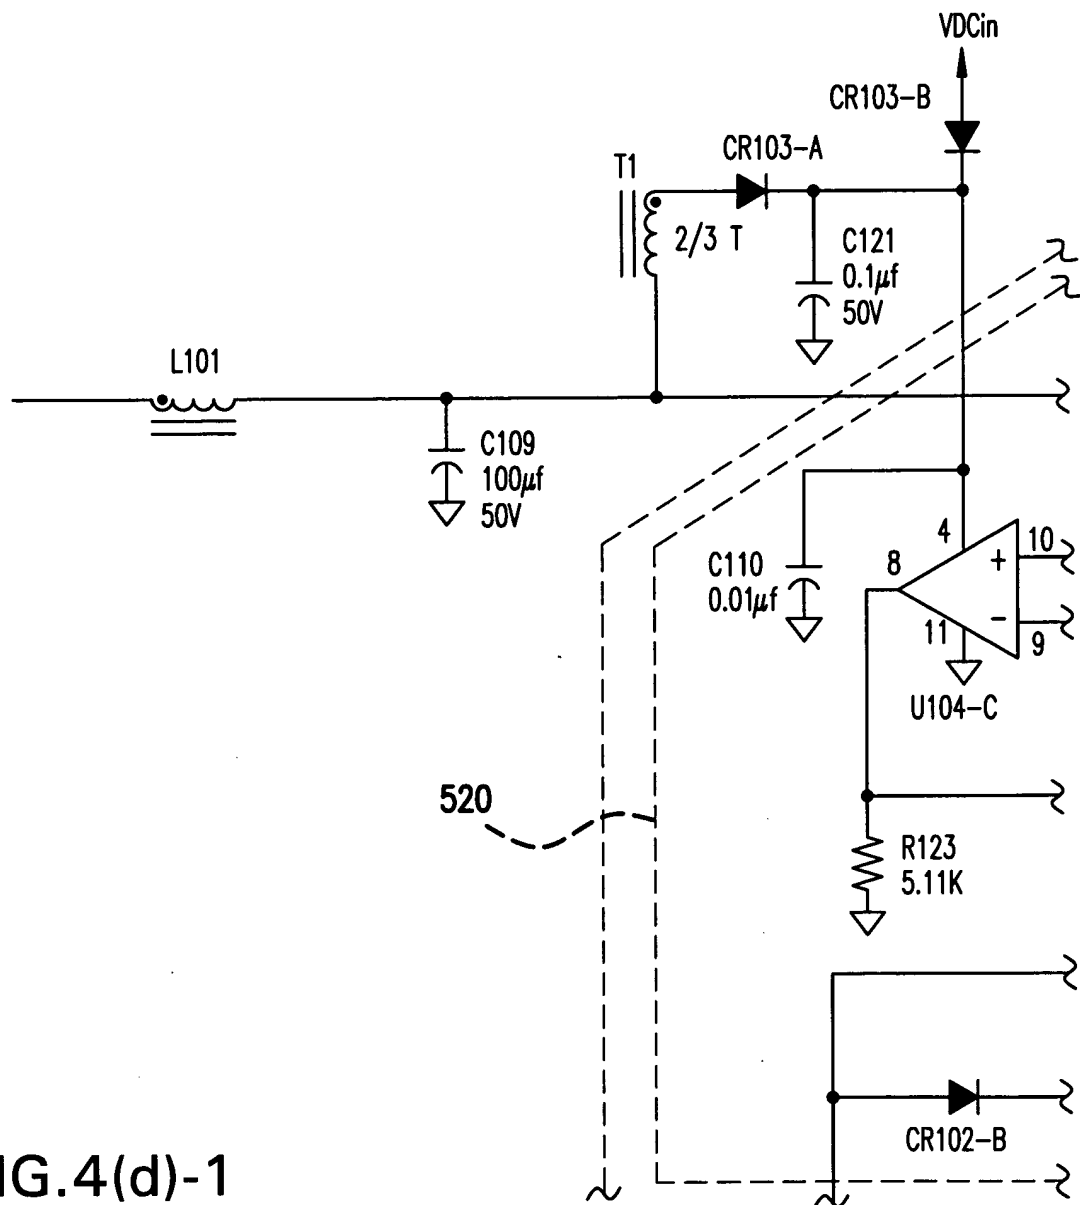 VDCin
CR103-B
CR103-A
T1
2/3 T
C121
0.1µf
50V
L101
C109
100µf
50V
4
10
+
8
C110
0.01µf
11
−
9
U104-C
520
R123
5.11K
CR102-B
IG.4(d)-1